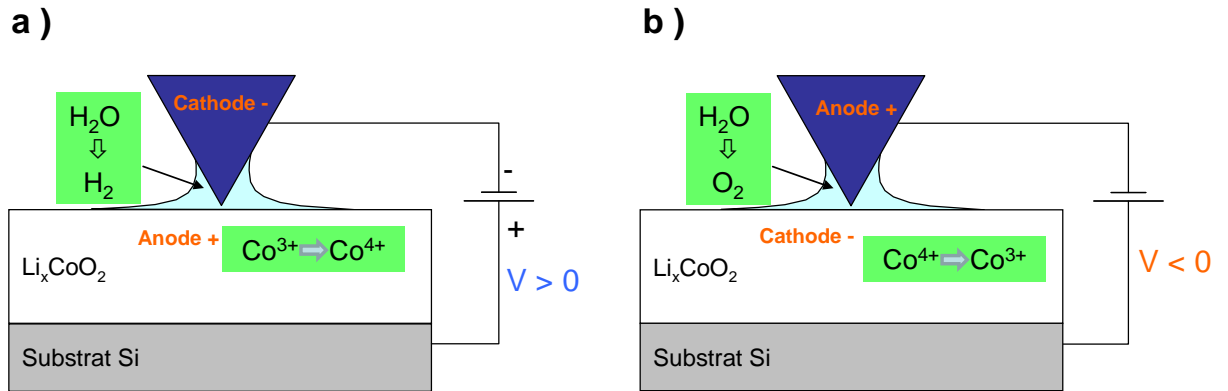 a )
Cathode -
H₂O
⇩
H₂
-
+
Anode +
Co³⁺ ⇨ Co⁴⁺
LiₓCoO₂
V > 0
Substrat Si
b )
Anode +
H₂O
⇩
O₂
Cathode -
Co⁴⁺ ⇨ Co³⁺
LiₓCoO₂
V < 0
Substrat Si